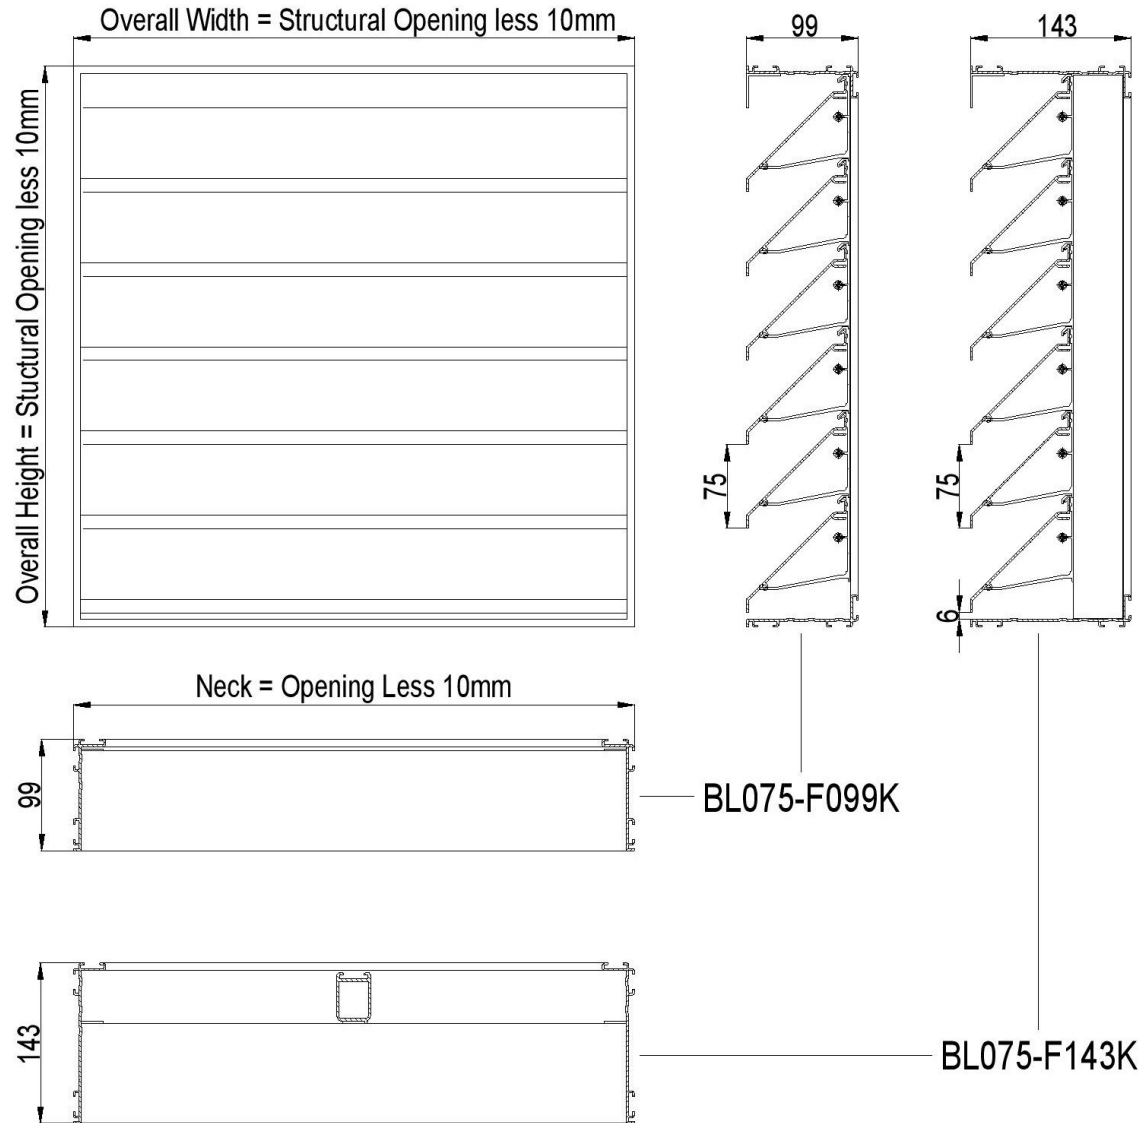 Overall Width = Structural Opening less 10mm
99
143
Overall Height = Stuctural Opening less 10mm
75
75
6
Neck = Opening Less 10mm
99
BL075-F099K
143
BL075-F143K